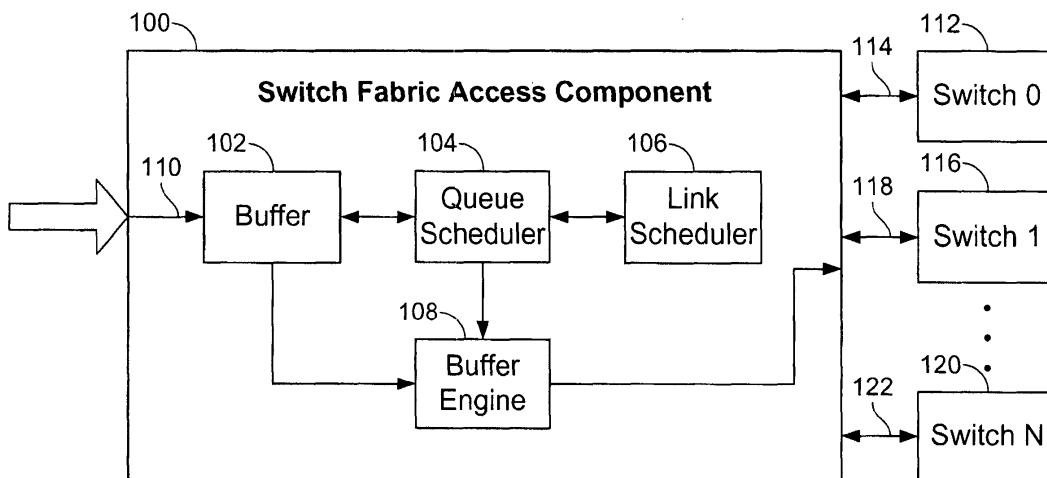 100
112
114
Switch Fabric Access Component
Switch 0
102
104
106
116
110
118
Buffer
Queue
Scheduler
Link
Scheduler
Switch 1
108
Buffer
Engine
120
122
Switch N